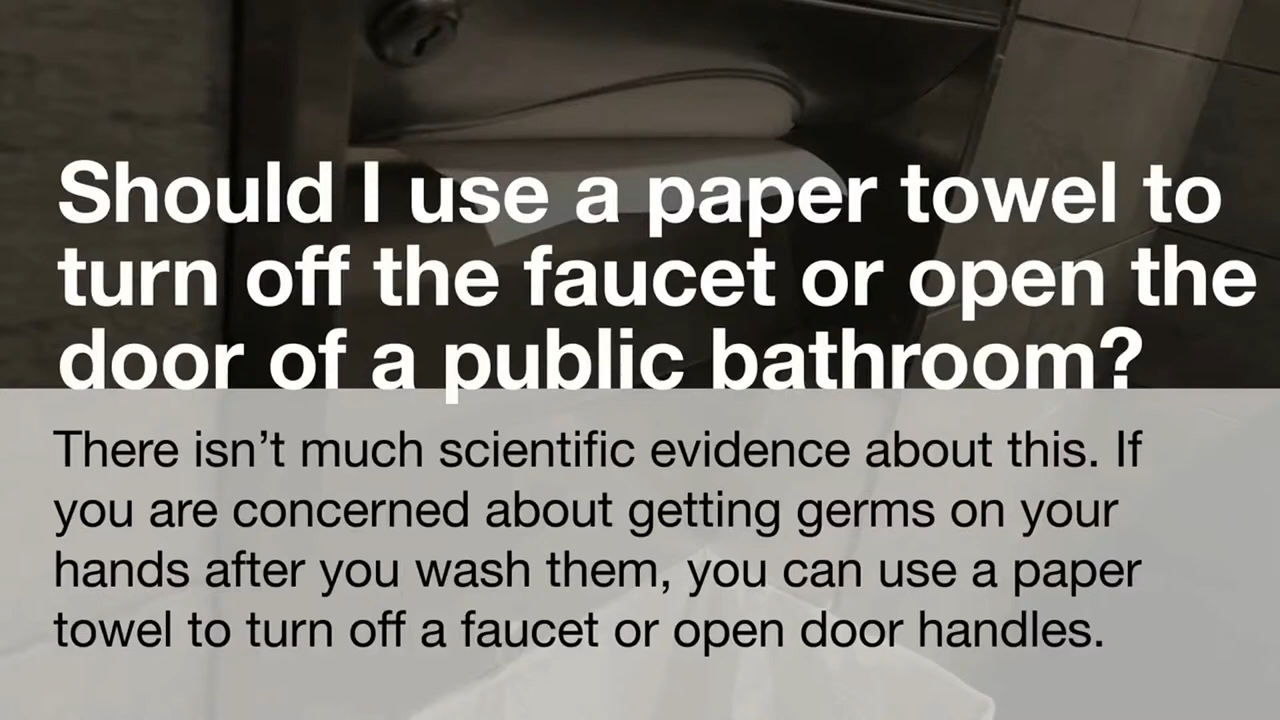 Should I use a paper towel to
turn off the faucet or open the
door of a public bathroom?
There isn’t much scientific evidence about this. If
you are concerned about getting germs on your
hands after you wash them, you can use a paper
towel to turn off a faucet or open door handles.